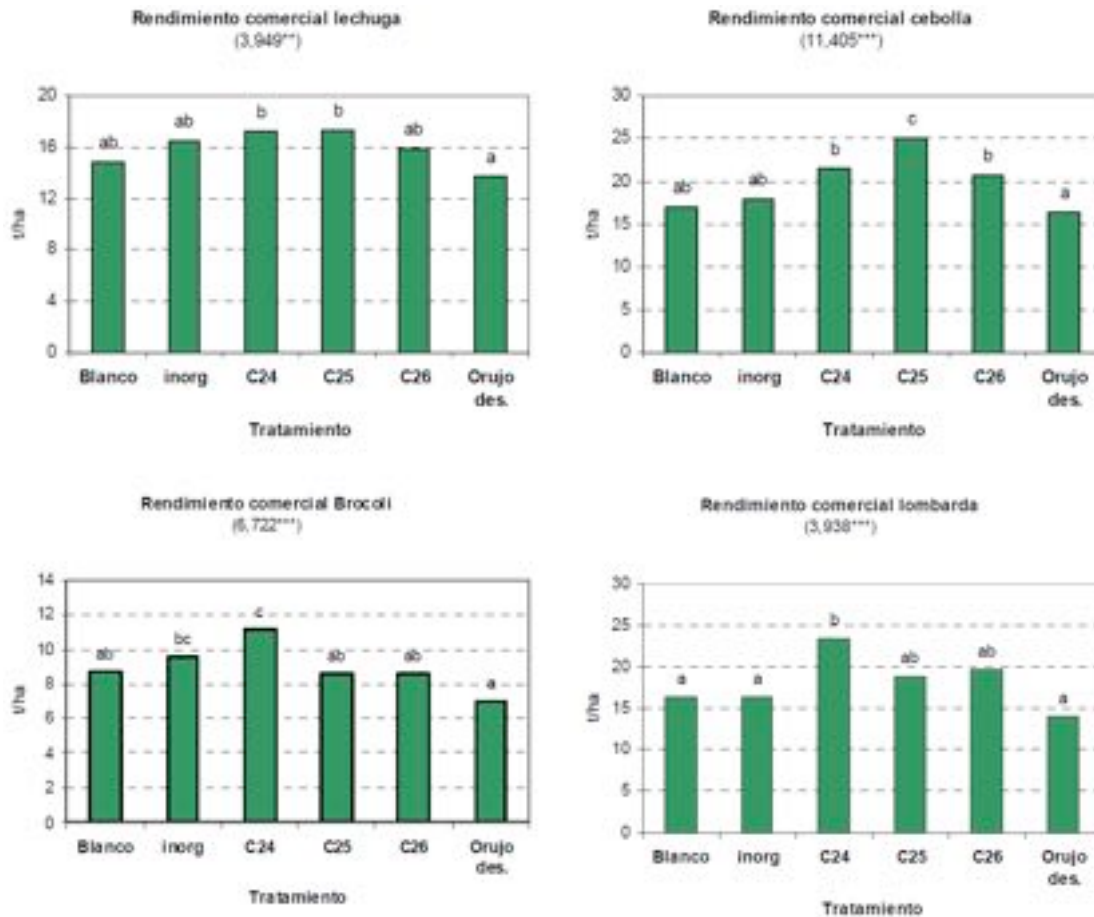 Rendimiento comercial lechuga
(3,949**)
20
16
12
8
4
0
t/ha
ab
ab
b
b
ab
a
Blanco inorg C24 C25 C26 Orujo des.
Tratamiento
Rendimiento comercial cebolla
(11,405***)
30
25
20
15
10
5
0
t/ha
ab
ab
b
c
b
a
Blanco inorg C24 C25 C26 Orujo des.
Tratamiento
Rendimiento comercial Brocoli
(6,722***)
14
12
10
8
6
4
2
0
t/ha
ab
bc
c
ab
ab
a
Blanco inorg C24 C25 C26 Orujo des.
Tratamiento
Rendimiento comercial lombarda
(3,938***)
30
25
20
15
10
5
0
t/ha
a
a
b
ab
ab
a
Blanco inorg C24 C25 C26 Orujo des.
Tratamiento